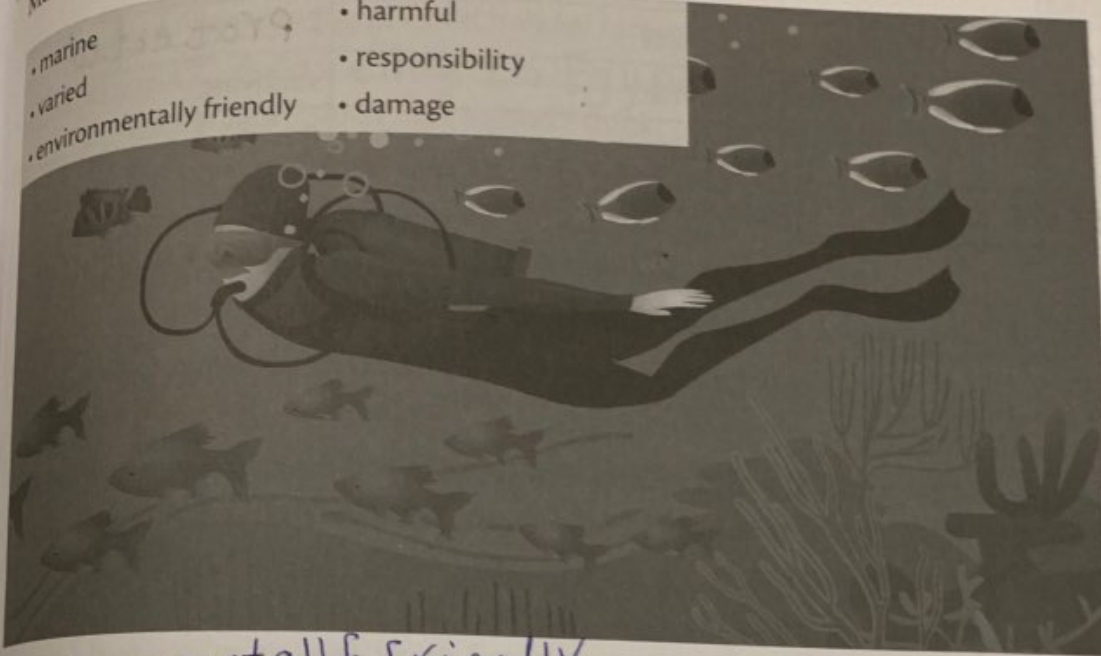 • marine
• varied
• environmentally friendly
• harmful
• responsibility
• damage